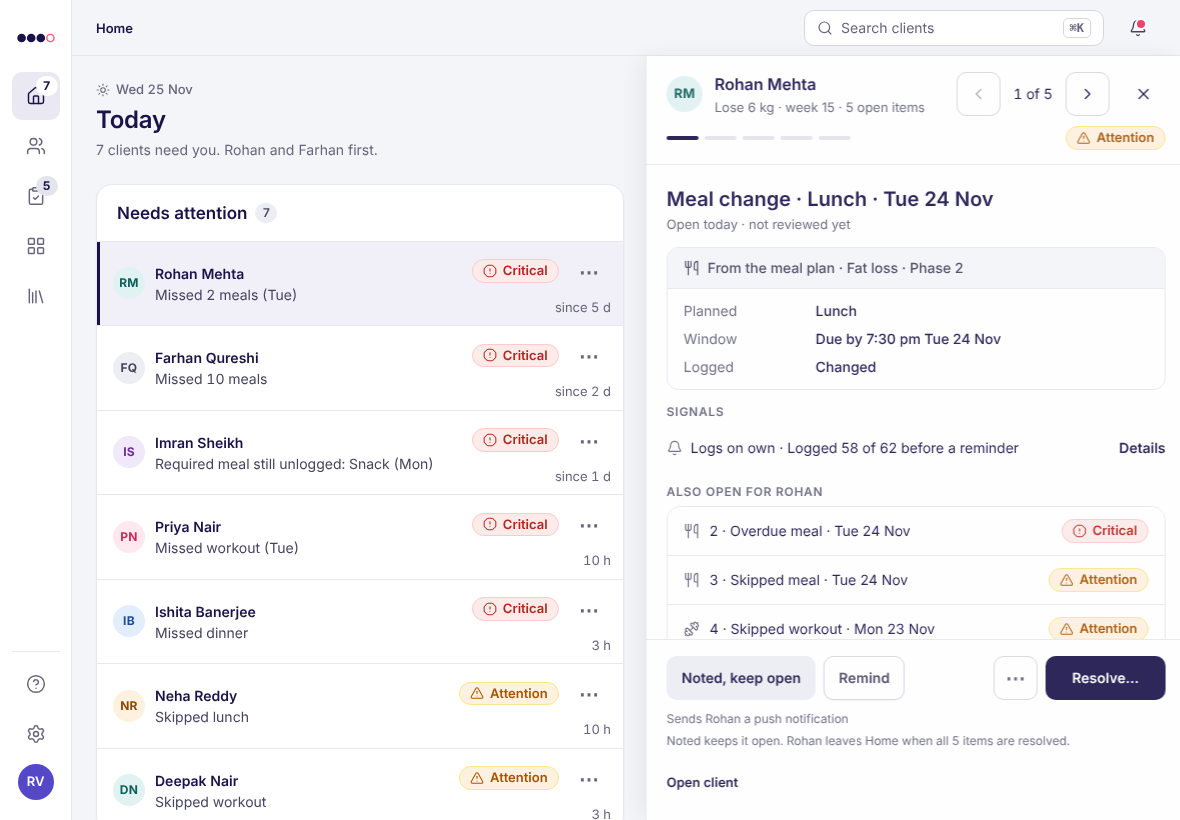 Home
Search clients
⌘K
7
5
Wed 25 Nov
Today
7 clients need you. Rohan and Farhan first.
Needs attention 7
RM
Rohan Mehta
Missed 2 meals (Tue)
Critical
since 5 d
FQ
Farhan Qureshi
Missed 10 meals
Critical
since 2 d
IS
Imran Sheikh
Required meal still unlogged: Snack (Mon)
Critical
since 1 d
PN
Priya Nair
Missed workout (Tue)
Critical
10 h
IB
Ishita Banerjee
Missed dinner
Critical
3 h
NR
Neha Reddy
Skipped lunch
Attention
10 h
DN
Deepak Nair
Skipped workout
Attention
3 h
RV
RM
Rohan Mehta
Lose 6 kg · week 15 · 5 open items
1 of 5
Attention
Meal change · Lunch · Tue 24 Nov
Open today · not reviewed yet
From the meal plan · Fat loss · Phase 2
Planned Lunch
Window Due by 7:30 pm Tue 24 Nov
Logged Changed
SIGNALS
Logs on own · Logged 58 of 62 before a reminder Details
ALSO OPEN FOR ROHAN
2 · Overdue meal · Tue 24 Nov Critical
3 · Skipped meal · Tue 24 Nov Attention
4 · Skipped workout · Mon 23 Nov Attention
Noted, keep open Remind Resolve...
Sends Rohan a push notification
Noted keeps it open. Rohan leaves Home when all 5 items are resolved.
Open client